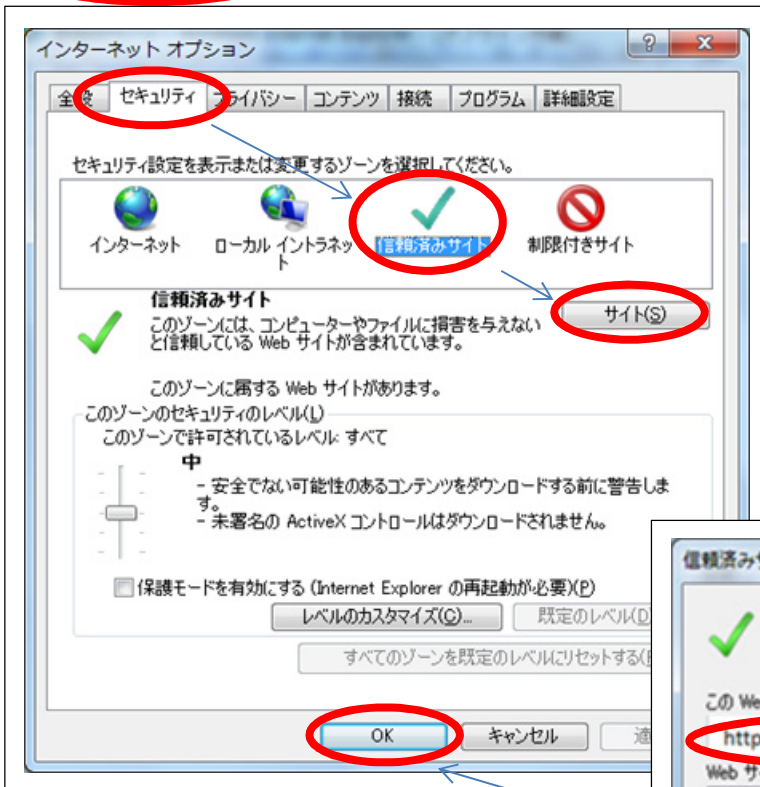 インターネット オプション
全般 セキュリティ プライバシー コンテンツ 接続 プログラム 詳細設定
セキュリティ設定を表示または変更するゾーンを選択してください。
インターネット ローカル イントラネット 信頼済みサイト 制限付きサイト
信頼済みサイト
サイト(S)
このゾーンには、コンピューターやファイルに損害を与えない
と信頼している Web サイトが含まれています。
このゾーンに属する Web サイトがあります。
このゾーンのセキュリティのレベル(L)
このゾーンで許可されているレベル: すべて
中
- 安全でない可能性のあるコンテンツをダウンロードする前に警告しま
す。
- 未署名の ActiveX コントロールはダウンロードされません。
保護モードを有効にする (Internet Explorer の再起動が必要)(P)
レベルのカスタマイズ(C)... 既定のレベル(D)
すべてのゾーンを既定のレベルにリセットする(
OK キャンセル 適
信頼済みサ
この We
http
Web サ